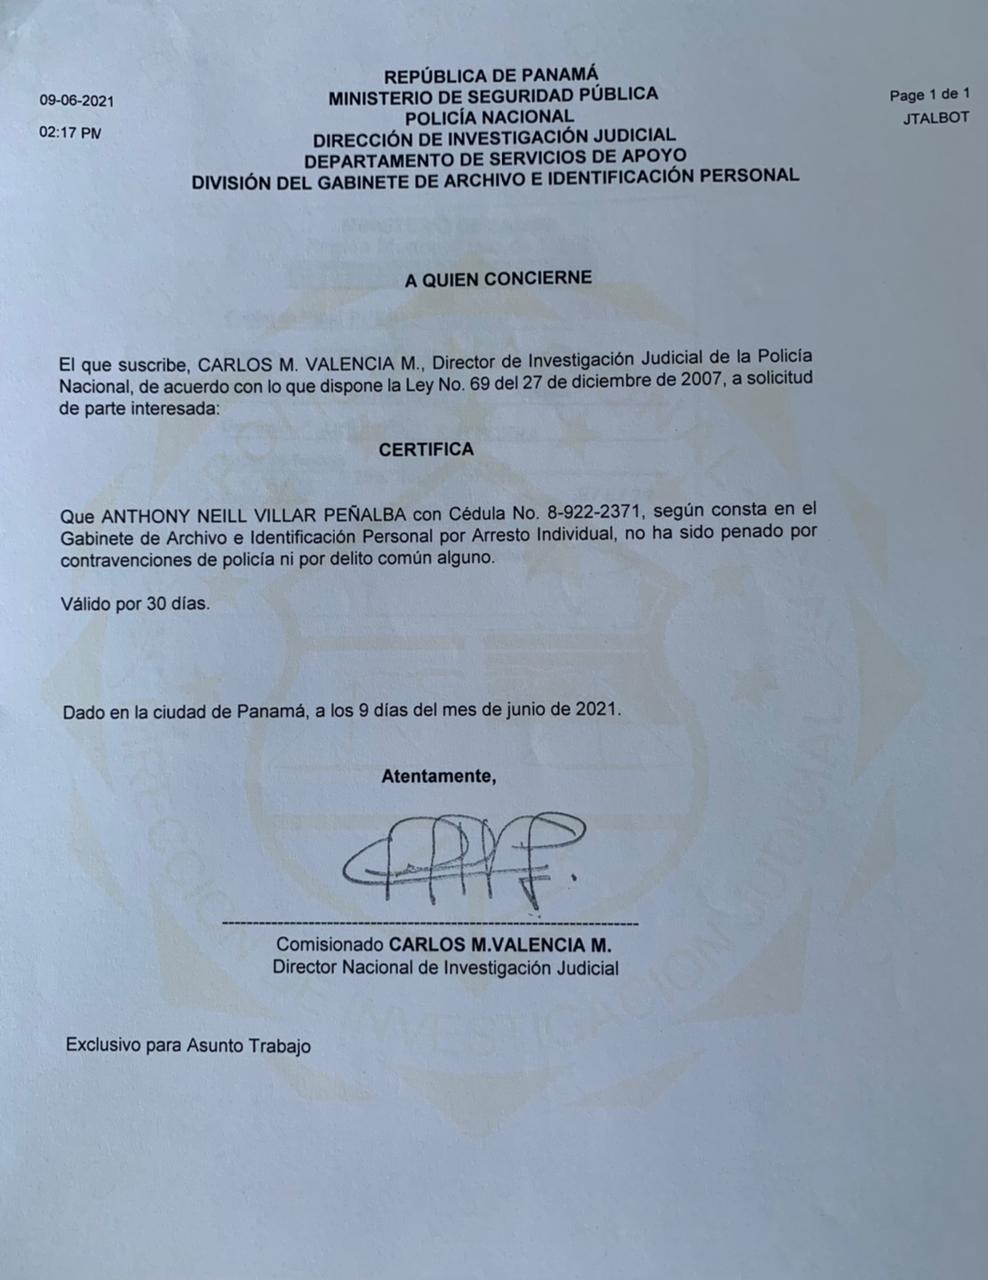 REPÚBLICA DE PANAMÁ
09-06-2021
MINISTERIO DE SEGURIDAD PÚBLICA
Page 1 de 1
POLICÍA NACIONAL
JTALBOT
02:17 PM
DIRECCIÓN DE INVESTIGACIÓN JUDICIAL
DEPARTAMENTO DE SERVICIOS DE APOYO
DIVISIÓN DEL GABINETE DE ARCHIVO E IDENTIFICACIÓN PERSONAL
A QUIEN CONCIERNE
El que suscribe, CARLOS M. VALENCIA M., Director de Investigación Judicial de la Policía
Nacional, de acuerdo con lo que dispone la Ley No. 69 del 27 de diciembre de 2007, a solicitud
de parte interesada:
CERTIFICA
Que ANTHONY NEILL VILLAR PEÑALBA con Cédula No. 8-922-2371, según consta en el
Gabinete de Archivo e Identificación Personal por Arresto Individual, no ha sido penado por
contravenciones de policía ni por delito común alguno.
Válido por 30 días.
Dado en la ciudad de Panamá, a los 9 días del mes de junio de 2021.
Atentamente,
Comisionado CARLOS M.VALENCIA M.
Director Nacional de Investigación Judicial
Exclusivo para Asunto Trabajo
DIRECCION DE INVESTIGACION JUDICIAL